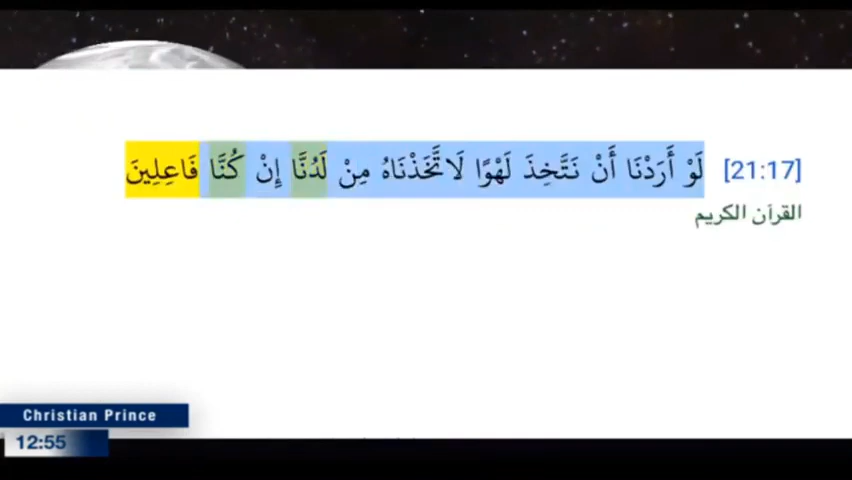 [21:17] لَوْ أَرَدْنَا أَنْ نَتَّخِذَ لَهْوًا لَاتَّخَذْنَاهُ مِنْ لَدُنَّا إِنْ كُنَّا فَاعِلِينَ
القرآن الكريم
Christian Prince
12:55